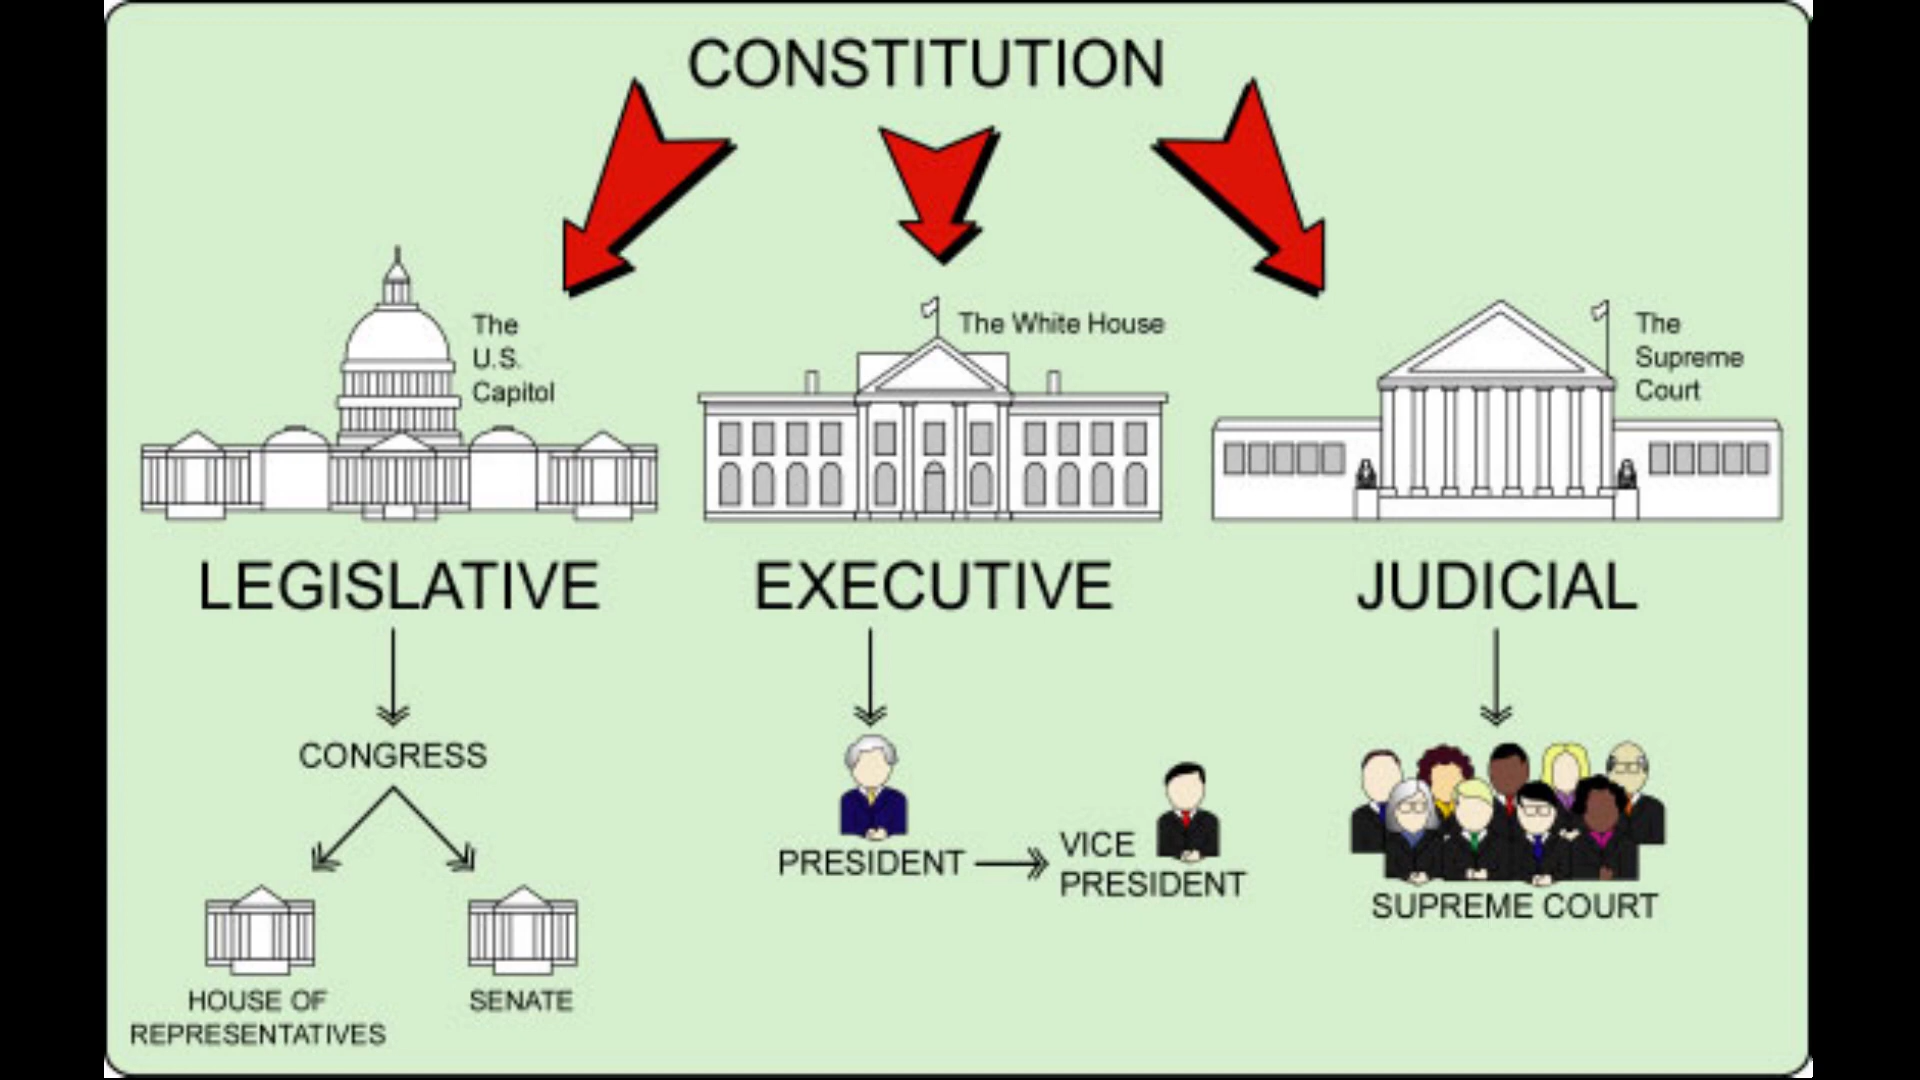 CONSTITUTION
The
U.S.
Capitol
The White House
The
Supreme
Court
LEGISLATIVE
EXECUTIVE
JUDICIAL
CONGRESS
HOUSE OF
REPRESENTATIVES
SENATE
PRESIDENT
VICE
PRESIDENT
SUPREME COURT